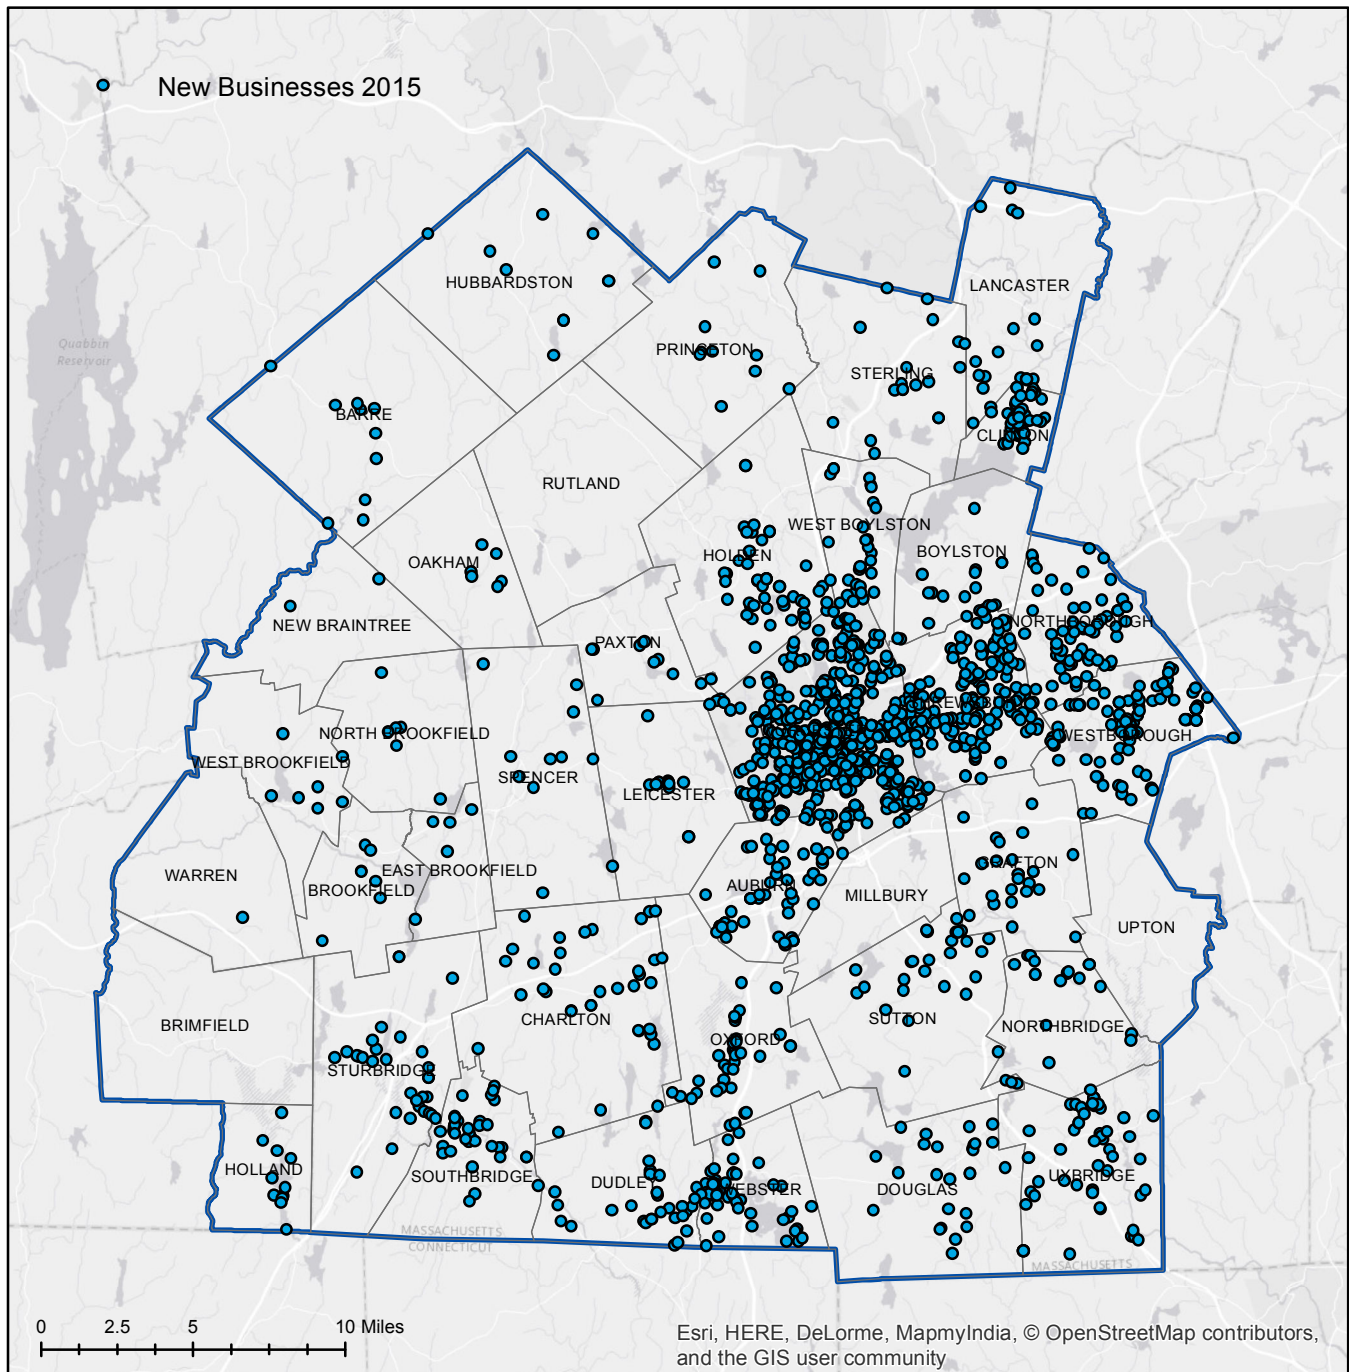 New Businesses 2015
HUBBARDSTON
LANCASTER
Quabbin
Reservoir
PRINCETON
STERLING
BARRE
CLINTON
RUTLAND
WEST BOYLSTON
HOLDEN
BOYLSTON
OAKHAM
NEW BRAINTREE
NORTHBOROUGH
PAXTON
NORTH BROOKFIELD
WESTBOROUGH
WEST BROOKFIELD
SPENCER
LEICESTER
GRAFTON
WARREN
EAST BROOKFIELD
BROOKFIELD
AUBURN
MILLBURY
UPTON
BRIMFIELD
CHARLTON
SUTTON
NORTHBRIDGE
OXFORD
STURBRIDGE
HOLLAND
SOUTHBRIDGE
DUDLEY
WEBSTER
DOUGLAS
UXBRIDGE
MASSACHUSETTS
CONNECTICUT
MASSACHUSETTS
0 2.5 5 10 Miles
Esri, HERE, DeLorme, MapmyIndia, © OpenStreetMap contributors,
and the GIS user community